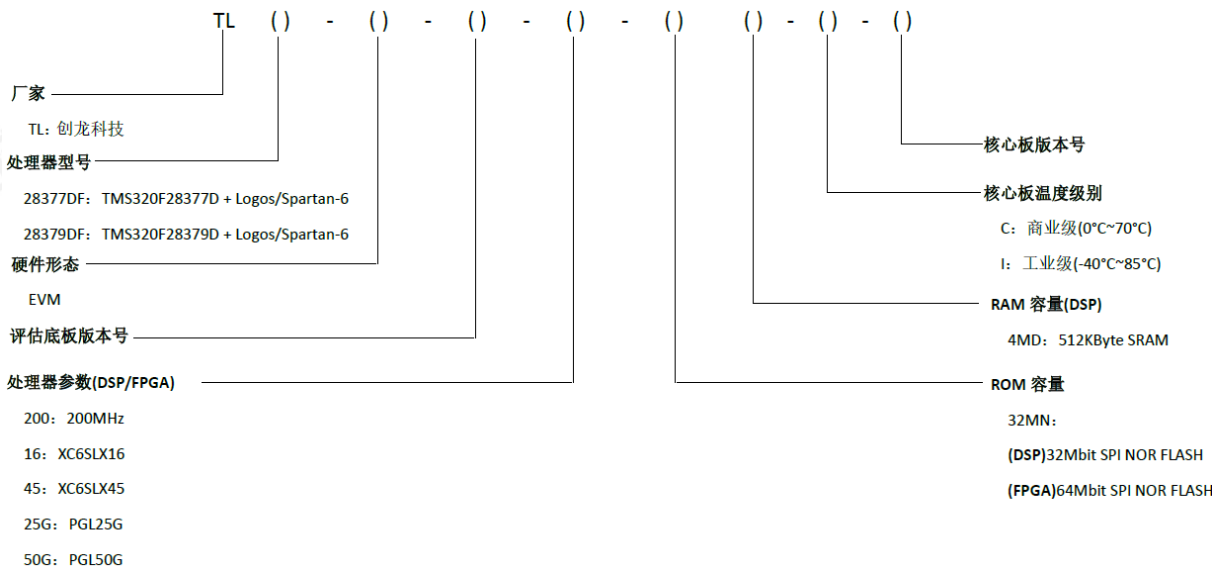 TL ( ) - ( ) - ( ) - ( ) - ( ) ( ) - ( ) - ( )
厂家
TL：创龙科技
处理器型号
28377DF：TMS320F28377D + Logos/Spartan-6
28379DF：TMS320F28379D + Logos/Spartan-6
硬件形态
EVM
评估底板版本号
处理器参数(DSP/FPGA)
200：200MHz
16：XC6SLX16
45：XC6SLX45
25G：PGL25G
50G：PGL50G
核心板版本号
核心板温度级别
C：商业级(0°C~70°C)
I：工业级(-40°C~85°C)
RAM 容量(DSP)
4MD：512KByte SRAM
ROM 容量
32MN：
(DSP)32Mbit SPI NOR FLASH
(FPGA)64Mbit SPI NOR FLASH